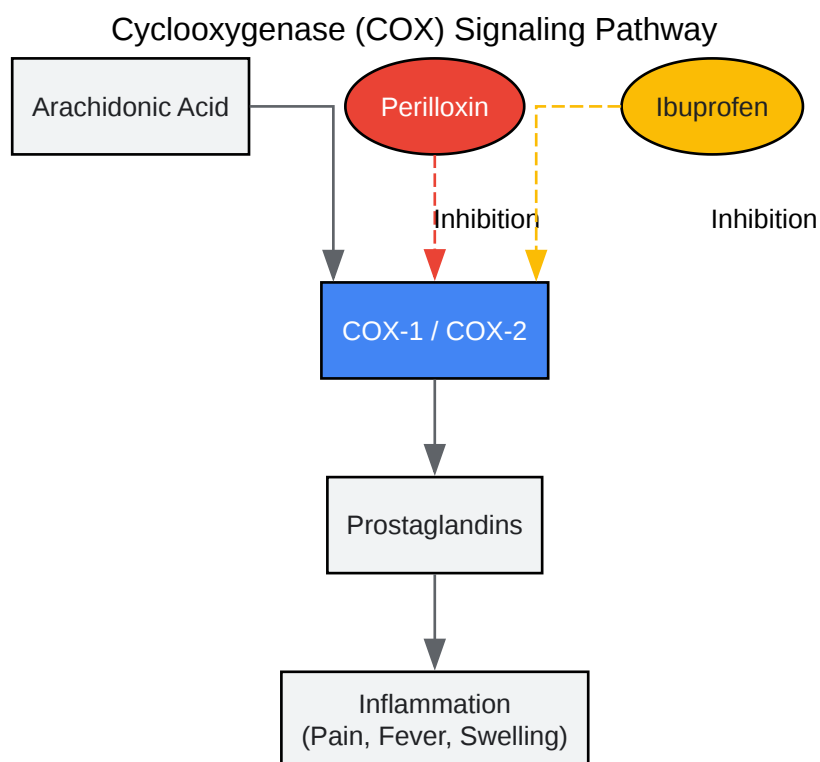 Cyclooxygenase (COX) Signaling Pathway
Arachidonic Acid
Perilloxin
Ibuprofen
Inhibition
Inhibition
COX-1 / COX-2
Prostaglandins
Inflammation
(Pain, Fever, Swelling)